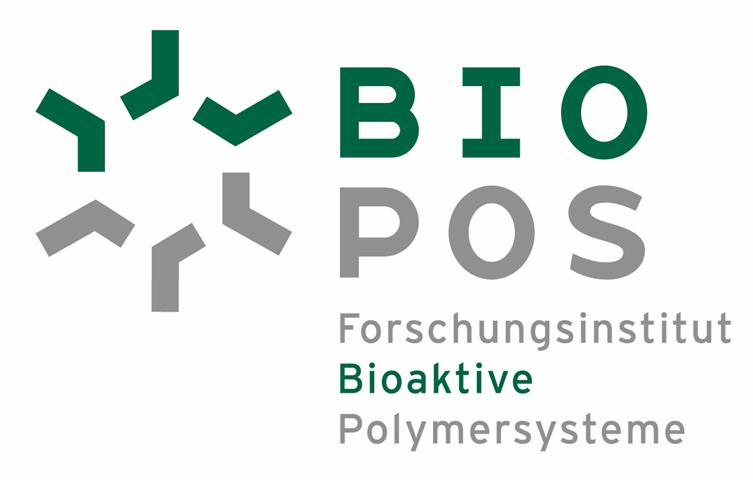 BIO
POS
Forschungsinstitut
Bioaktive
Polymersysteme